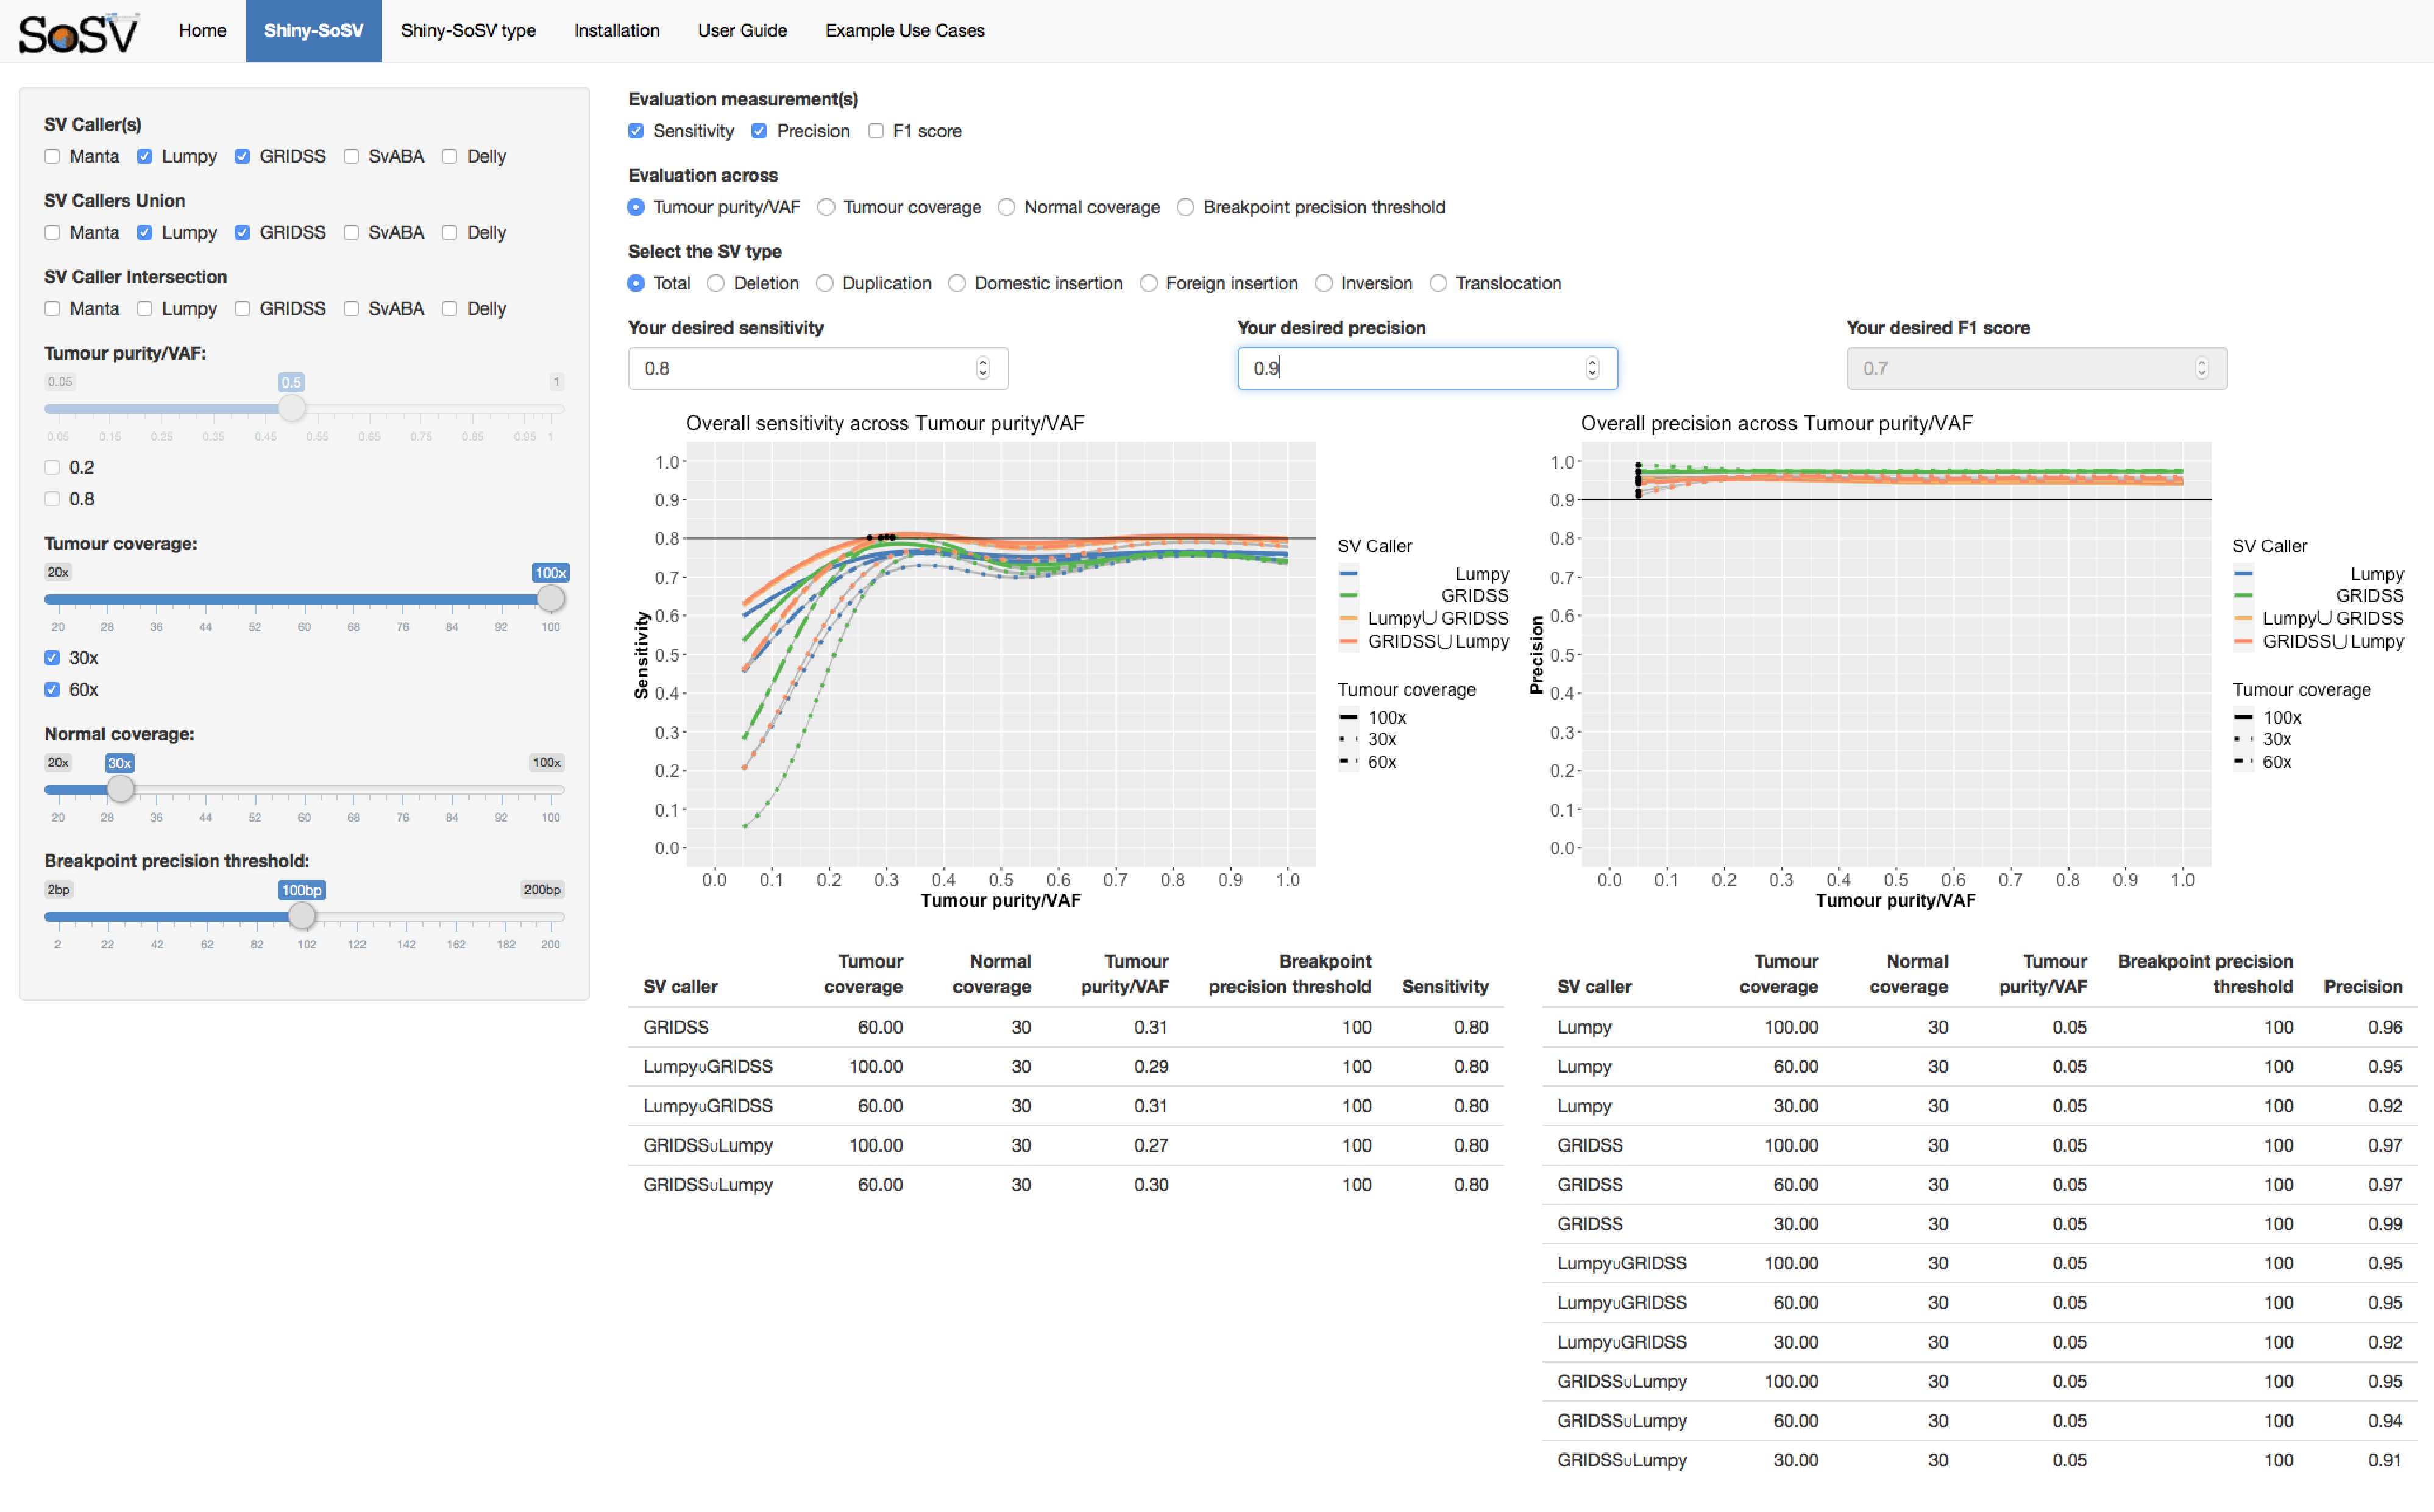 SoSV Home Shiny-SoSV Shiny-SoSV type Installation User Guide Example Use Cases
SV Caller(s)
Manta Lumpy GRIDSS SvABA Delly
SV Callers Union
Manta Lumpy GRIDSS SvABA Delly
SV Caller Intersection
Manta Lumpy GRIDSS SvABA Delly
Tumour purity/VAF:
0.05 0.5 1
0.05 0.15 0.25 0.35 0.45 0.55 0.65 0.75 0.85 0.95 1
0.2
0.8
Tumour coverage:
20x 100x
20 28 36 44 52 60 68 76 84 92 100
30x
60x
Normal coverage:
20x 30x 100x
20 28 36 44 52 60 68 76 84 92 100
Breakpoint precision threshold:
2bp 100bp 200bp
2 22 42 62 82 102 122 142 162 182 200
Evaluation measurement(s)
Sensitivity Precision F1 score
Evaluation across
Tumour purity/VAF Tumour coverage Normal coverage Breakpoint precision threshold
Select the SV type
Total Deletion Duplication Domestic insertion Foreign insertion Inversion Translocation
Your desired sensitivity Your desired precision Your desired F1 score
0.8 0.9 0.7
Overall sensitivity across Tumour purity/VAF
1.0
0.9
0.8
0.7
0.6
0.5
0.4
0.3
0.2
0.1
0.0
Sensitivity
0.0 0.1 0.2 0.3 0.4 0.5 0.6 0.7 0.8 0.9 1.0
Tumour purity/VAF
SV Caller
Lumpy
GRIDSS
Lumpy∪GRIDSS
GRIDSS∪Lumpy
Tumour coverage
100x
30x
60x
Overall precision across Tumour purity/VAF
1.0
0.9
0.8
0.7
0.6
0.5
0.4
0.3
0.2
0.1
0.0
Precision
0.0 0.1 0.2 0.3 0.4 0.5 0.6 0.7 0.8 0.9 1.0
Tumour purity/VAF
SV Caller
Lumpy
GRIDSS
Lumpy∪GRIDSS
GRIDSS∪Lumpy
Tumour coverage
100x
30x
60x
Tumour Normal Tumour Breakpoint
SV caller coverage coverage purity/VAF precision threshold Sensitivity
GRIDSS 60.00 30 0.31 100 0.80
Lumpy∪GRIDSS 100.00 30 0.29 100 0.80
Lumpy∪GRIDSS 60.00 30 0.31 100 0.80
GRIDSS∪Lumpy 100.00 30 0.27 100 0.80
GRIDSS∪Lumpy 60.00 30 0.30 100 0.80
Tumour Normal Tumour Breakpoint precision
SV caller coverage coverage purity/VAF threshold Precision
Lumpy 100.00 30 0.05 100 0.96
Lumpy 60.00 30 0.05 100 0.95
Lumpy 30.00 30 0.05 100 0.92
GRIDSS 100.00 30 0.05 100 0.97
GRIDSS 60.00 30 0.05 100 0.97
GRIDSS 30.00 30 0.05 100 0.99
Lumpy∪GRIDSS 100.00 30 0.05 100 0.95
Lumpy∪GRIDSS 60.00 30 0.05 100 0.95
Lumpy∪GRIDSS 30.00 30 0.05 100 0.92
GRIDSS∪Lumpy 100.00 30 0.05 100 0.95
GRIDSS∪Lumpy 60.00 30 0.05 100 0.94
GRIDSS∪Lumpy 30.00 30 0.05 100 0.91